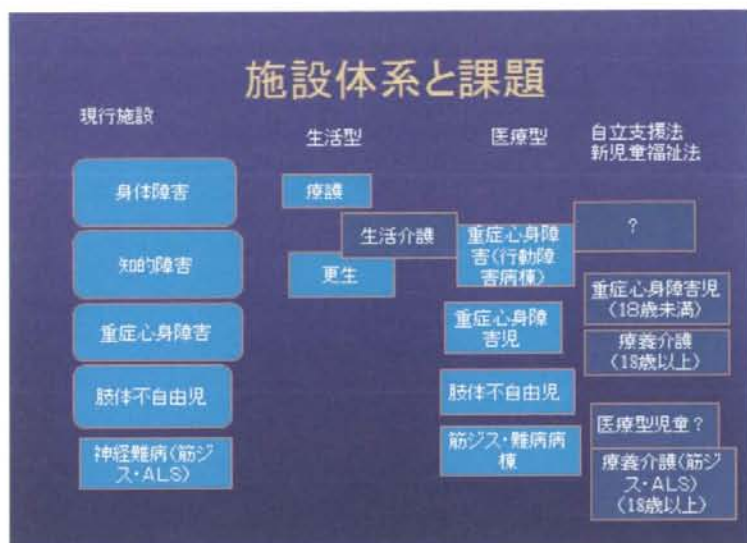 施設体系と課題
現行施設
生活型
医療型
自立支援法
新児童福祉法
身体障害
療護
生活介護
重症心身障
害(行動障
害病棟)
?
知的障害
更生
重症心身障害児
(18歳未満)
重症心身障害
重症心身障
害児
療養介護
(18歳以上)
肢体不自由児
肢体不自由児
医療型児童?
神経難病(筋ジ
ス・ALS)
筋ジス・難病病
棟
療養介護(筋ジ
ス・ALS)
(18歳以上)